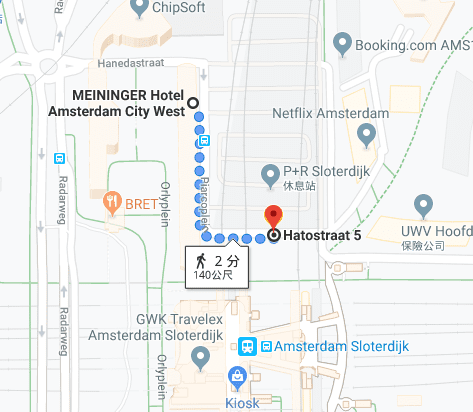 ChipSoft
Hanedastraat
Booking.com AMS
MEININGER Hotel
Amsterdam City West
Netflix Amsterdam
Radarweg
P+R Sloterdijk
休息站
Orlyplein
Piarcoplein
BRET
Hatostraat 5
UWV Hoofd
保險公司
2 分
140公尺
GWK Travelex
Amsterdam Sloterdijk
Radarweg
Amsterdam Sloterdijk
Orlyplein
Kiosk